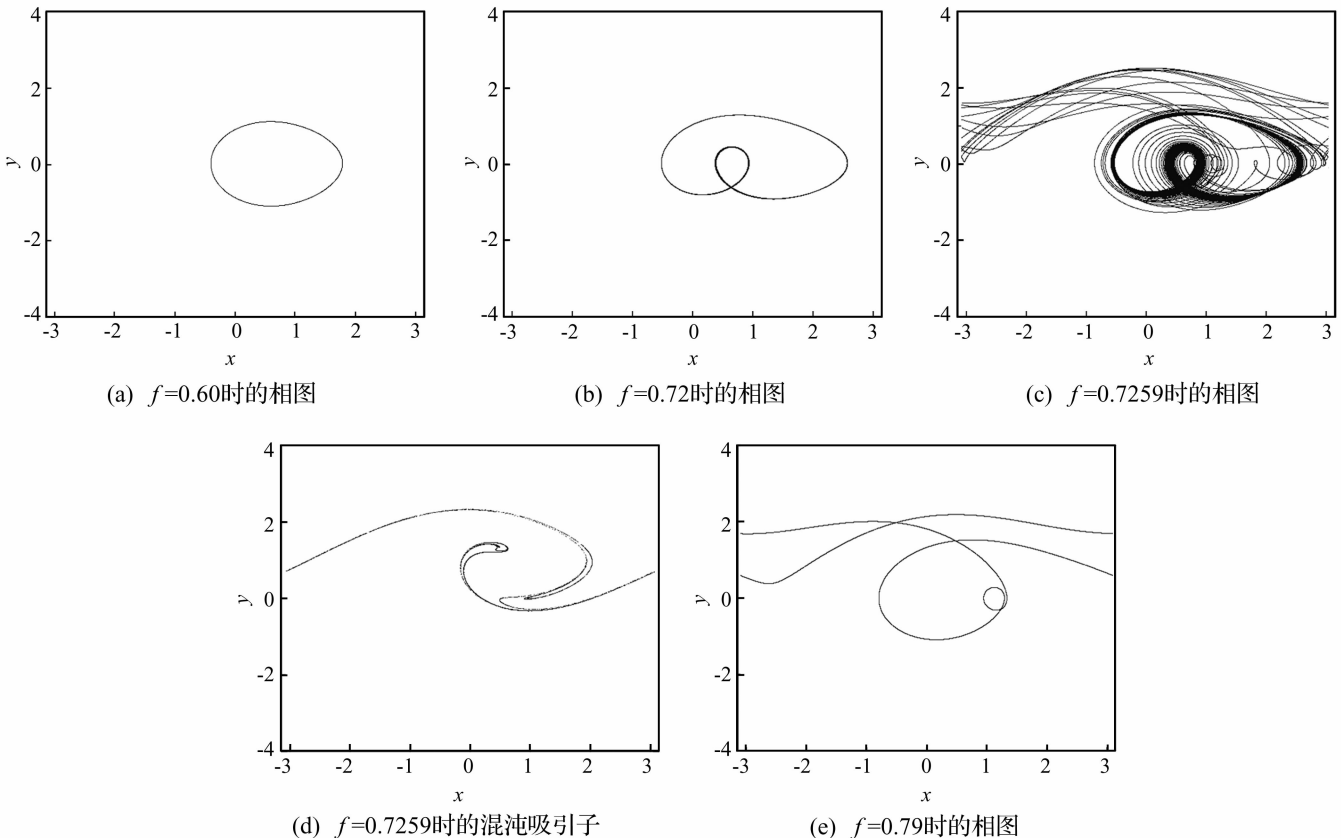 4 4 4
2 2 2
y 0 y 0 y 0
-2 -2 -2
-4 -4 -4
-3 -2 -1 0 1 2 3 -3 -2 -1 0 1 2 3 -3 -2 -1 0 1 2 3
x x x
(a) f=0.60时的相图 (b) f=0.72时的相图 (c) f=0.7259时的相图
4 4
2 2
y 0 y 0
-2 -2
-4 -4
-3 -2 -1 0 1 2 3 -3 -2 -1 0 1 2 3
x x
(d) f=0.7259时的混沌吸引子 (e) f=0.79时的相图